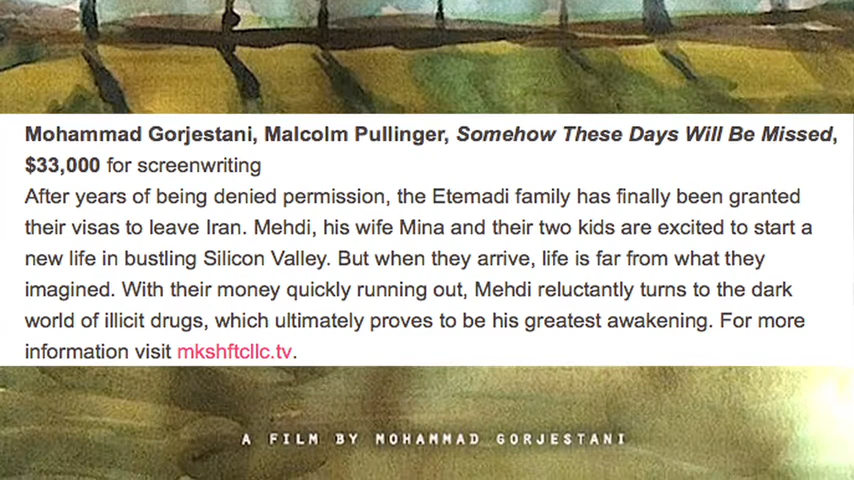 Mohammad Gorjestani, Malcolm Pullinger, Somehow These Days Will Be Missed,
$33,000 for screenwriting
After years of being denied permission, the Etemadi family has finally been granted
their visas to leave Iran. Mehdi, his wife Mina and their two kids are excited to start a
new life in bustling Silicon Valley. But when they arrive, life is far from what they
imagined. With their money quickly running out, Mehdi reluctantly turns to the dark
world of illicit drugs, which ultimately proves to be his greatest awakening. For more
information visit mkshftcllc.tv.
A FILM BY MOHAMMAD GORJESTANI